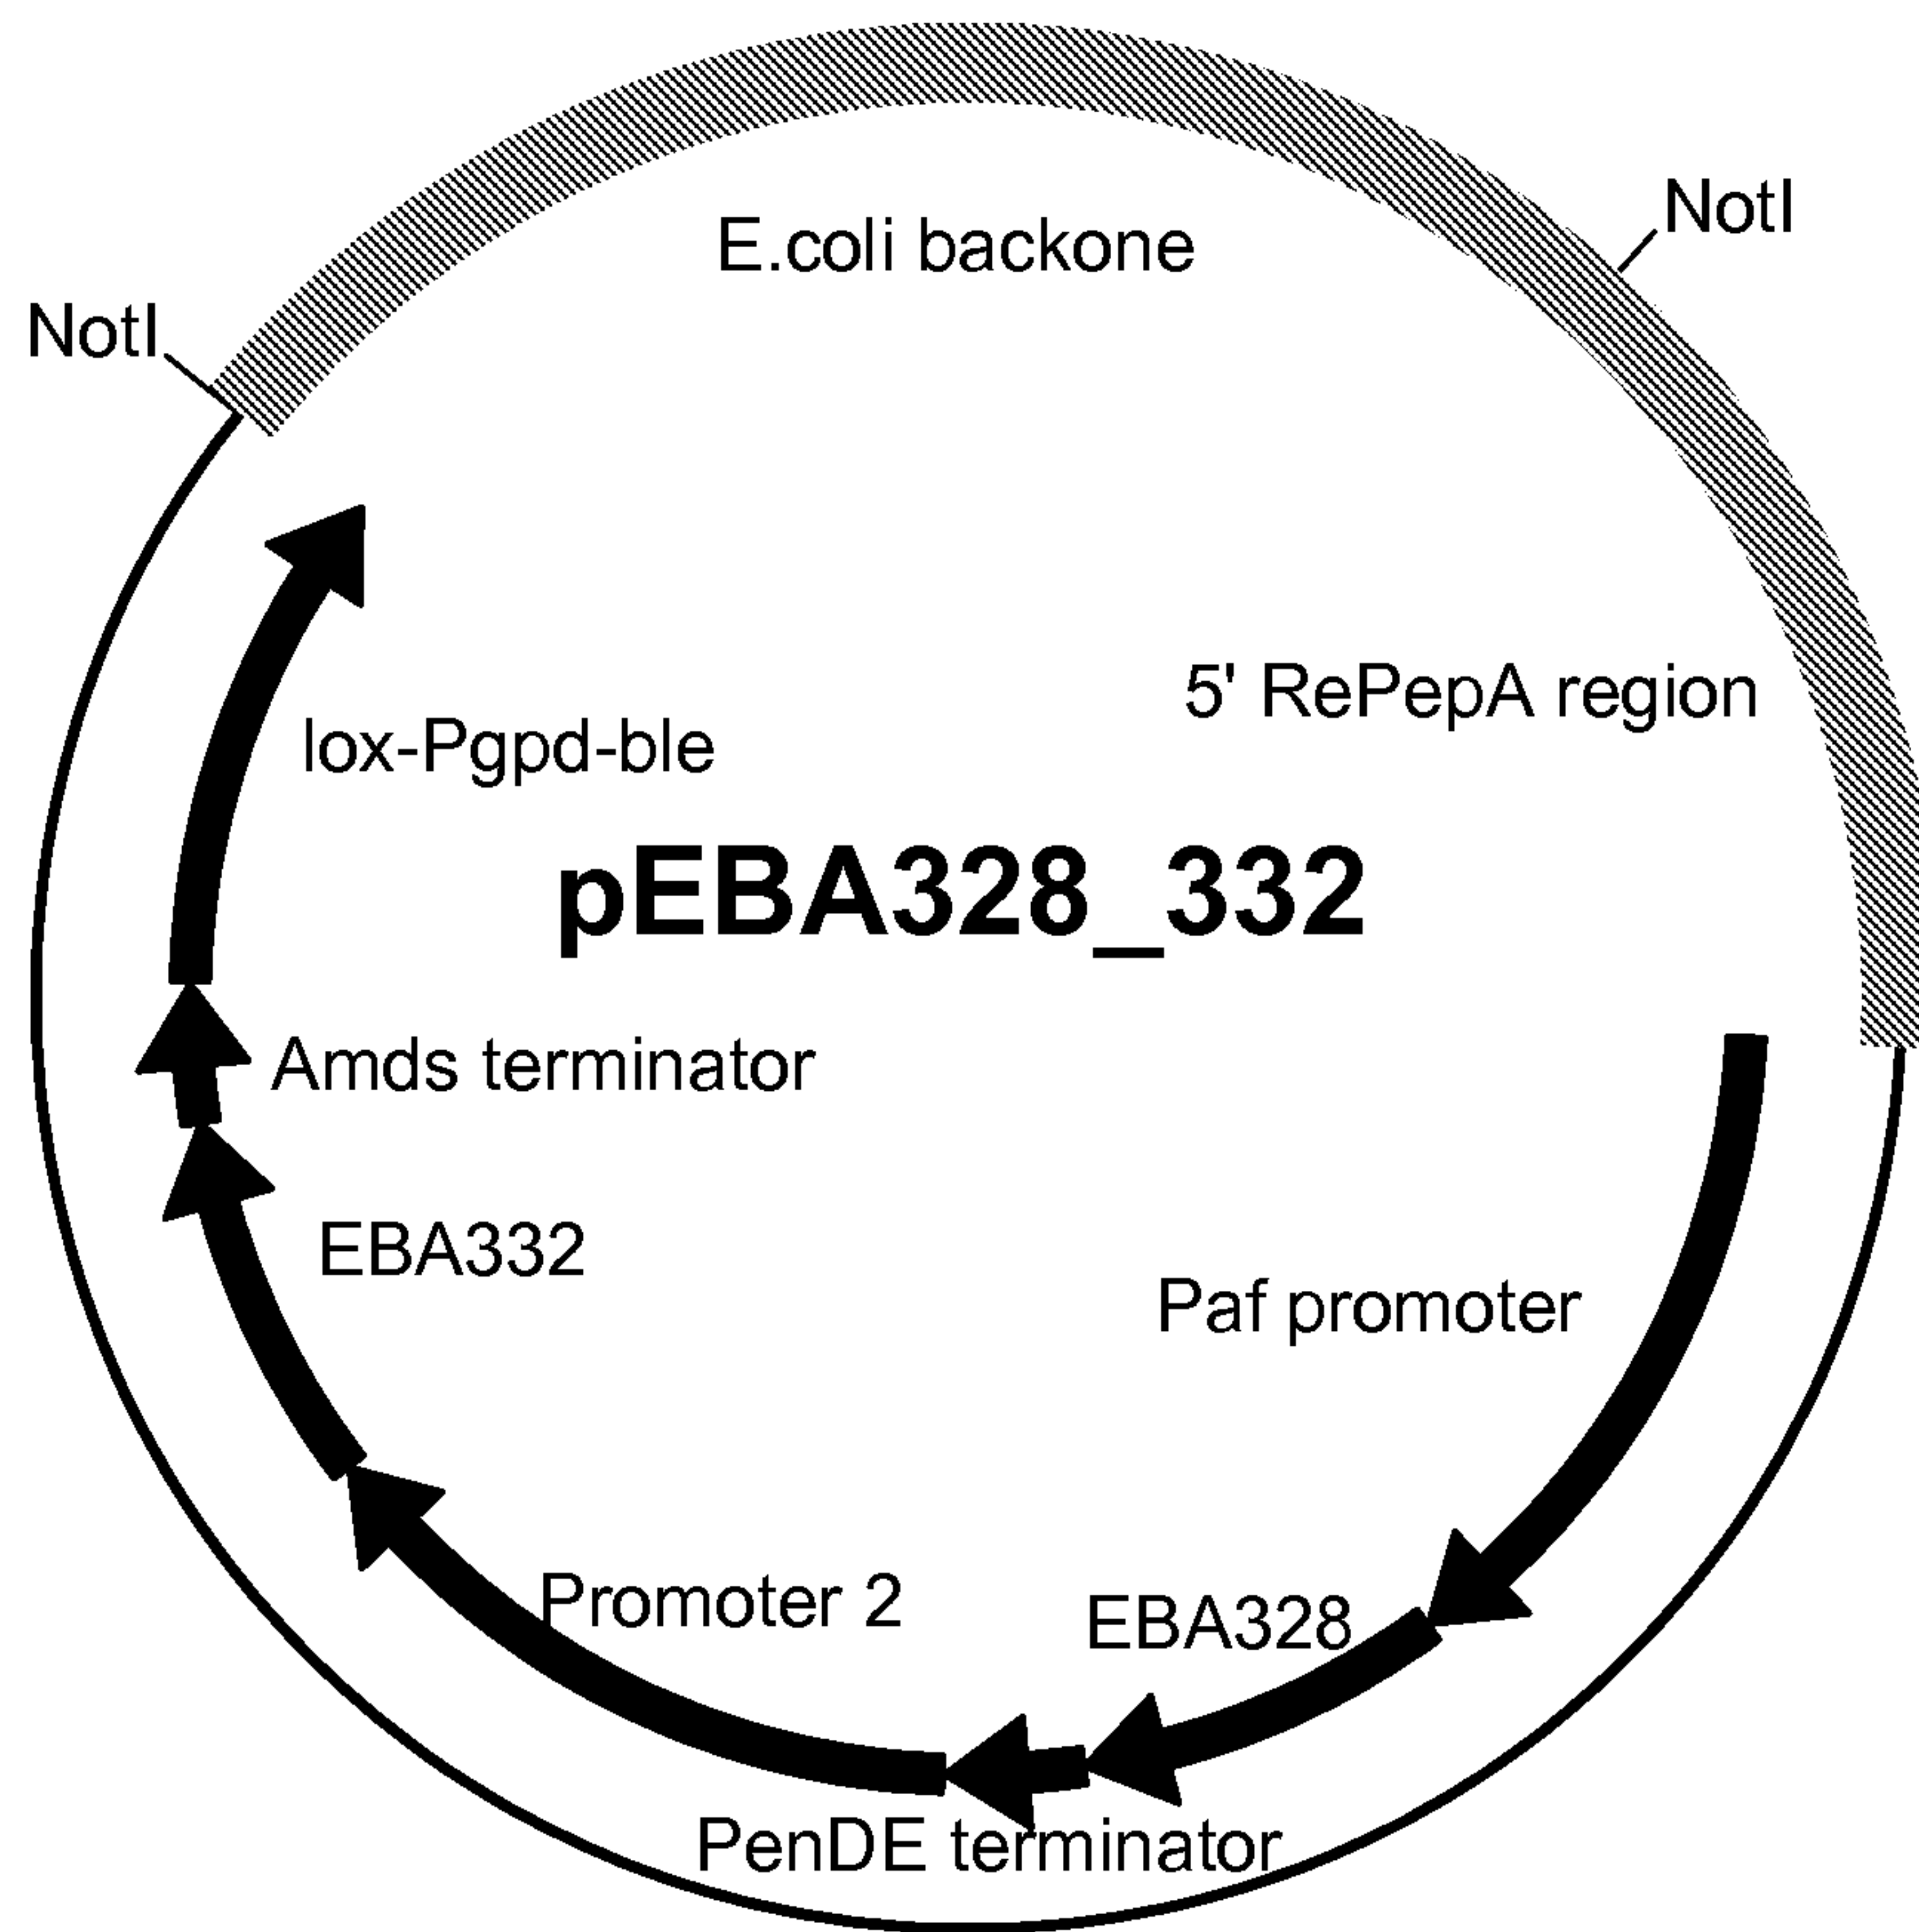 NotI
E.coli backone
NotI
5' RePepA region
lox-Pgpd-ble
pEBA328_332
Amds terminator
EBA332
Paf promoter
Promoter 2
EBA328
PenDE terminator